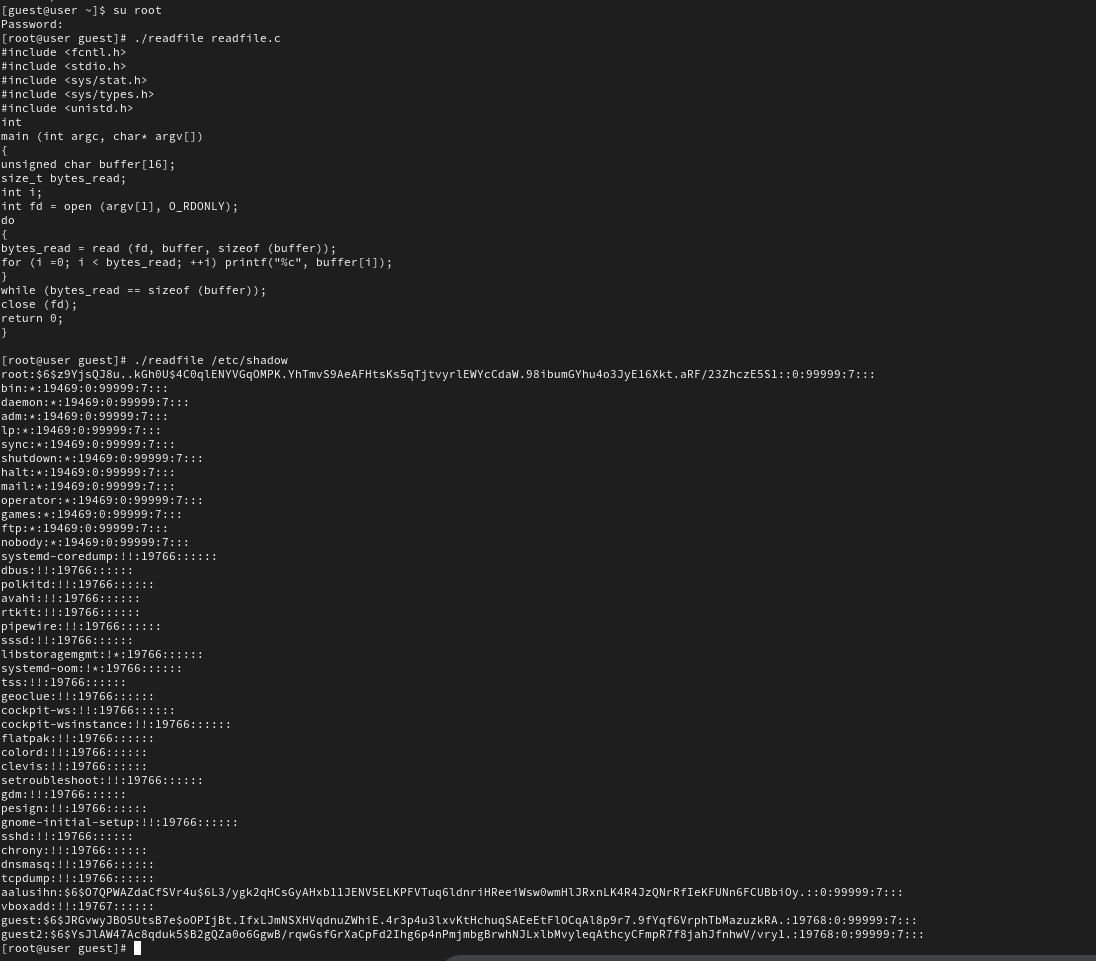 [guest@user ~]$ su root
Password:
[root@user guest]# ./readfile readfile.c
#include <fcntl.h>
#include <stdio.h>
#include <sys/stat.h>
#include <sys/types.h>
#include <unistd.h>
int
main (int argc, char* argv[])
{
unsigned char buffer[16];
size_t bytes_read;
int i;
int fd = open (argv[1], O_RDONLY);
do
{
bytes_read = read (fd, buffer, sizeof (buffer));
for (i =0; i < bytes_read; ++i) printf("%c", buffer[i]);
}
while (bytes_read == sizeof (buffer));
close (fd);
return 0;
}
[root@user guest]# ./readfile /etc/shadow
root:$6$z9YjsQJ8u..kGh0U$4C0qlENYVGqOMPK.YhTmvS9AeAFHtsKs5qTjtvyrlEWYcCdaW.98ibumGYhu4o3JyE16Xkt.aRF/23ZhczE5S1::0:99999:7:::
bin:*:19469:0:99999:7:::
daemon:*:19469:0:99999:7:::
adm:*:19469:0:99999:7:::
lp:*:19469:0:99999:7:::
sync:*:19469:0:99999:7:::
shutdown:*:19469:0:99999:7:::
halt:*:19469:0:99999:7:::
mail:*:19469:0:99999:7:::
operator:*:19469:0:99999:7:::
games:*:19469:0:99999:7:::
ftp:*:19469:0:99999:7:::
nobody:*:19469:0:99999:7:::
systemd-coredump:!!:19766::::::
dbus:!!:19766::::::
polkitd:!!:19766::::::
avahi:!!:19766::::::
rtkit:!!:19766::::::
pipewire:!!:19766::::::
sssd:!!:19766::::::
libstoragemgmt:!*:19766::::::
systemd-oom:!*:19766::::::
tss:!!:19766::::::
geoclue:!!:19766::::::
cockpit-ws:!!:19766::::::
cockpit-wsinstance:!!:19766::::::
flatpak:!!:19766::::::
colord:!!:19766::::::
clevis:!!:19766::::::
setroubleshoot:!!:19766::::::
gdm:!!:19766::::::
pesign:!!:19766::::::
gnome-initial-setup:!!:19766::::::
sshd:!!:19766::::::
chrony:!!:19766::::::
dnsmasq:!!:19766::::::
tcpdump:!!:19766::::::
aalusihn:$6$O7QPWAZdaCfSVr4u$6L3/ygk2qHCsGyAHxb1lJENV5ELKPFVTuq6ldnriHReeiWsw0wmHlJRxnLK4R4JzQNrRfIeKFUNn6FCUBbiOy.::0:99999:7:::
vboxadd:!!:19767::::::
guest:$6$JRGvwyJBO5UtsB7e$oOPIjBt.IfxLJmNSXHVqdnuZWhiE.4r3p4u3lxvKtHchuqSAEeEtFlOCqAl8p9r7.9fYqf6VrphTbMazuzkRA.:19768:0:99999:7:::
guest2:$6$YsJlAW47Ac8qduk5$B2gQZa0o6GgwB/rqwGsfGrXaCpFd2Ihg6p4nPmjmbgBrwhNJLxlbMvyleqAthcyCFmpR7f8jahJfnhwV/vry1.:19768:0:99999:7:::
[root@user guest]#